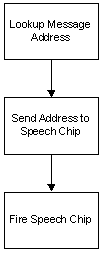 Lookup Message
Address
Send Address to
Speech Chip
Fire Speech Chip